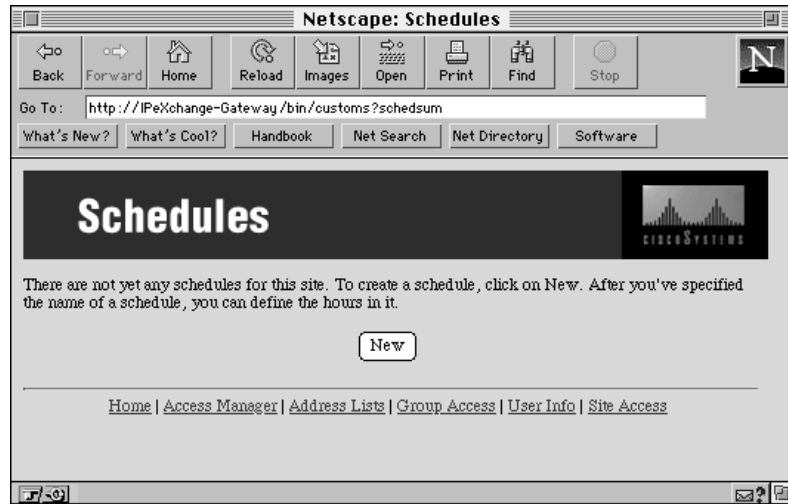 Netscape: Schedules
Back Forward Home Reload Images Open Print Find Stop
N
Go To: http://IPeXchange-Gateway/bin/customs?schedsum
What's New? What's Cool? Handbook Net Search Net Directory Software
Schedules
CISCO SYSTEMS
There are not yet any schedules for this site. To create a schedule, click on New. After you've specified
the name of a schedule, you can define the hours in it.
New
Home | Access Manager | Address Lists | Group Access | User Info | Site Access
?